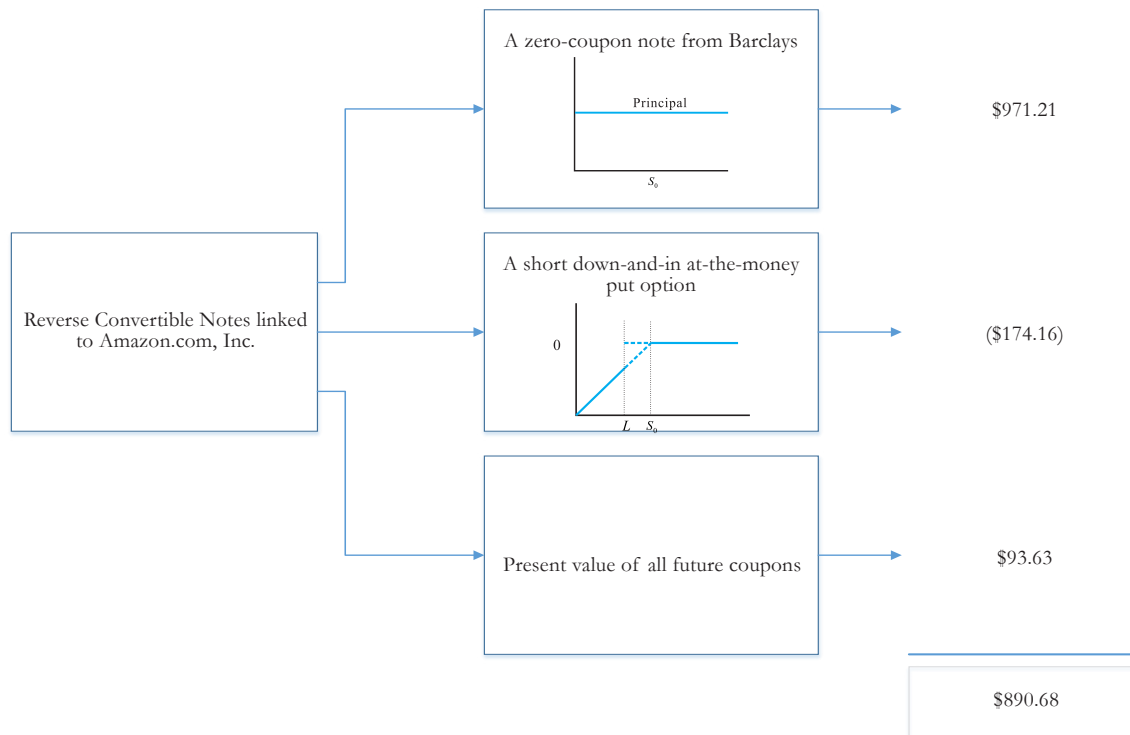 A zero-coupon note from Barclays
Principal
S₀
$971.21
Reverse Convertible Notes linked
to Amazon.com, Inc.
A short down-and-in at-the-money
put option
0
L
S₀
($174.16)
Present value of all future coupons
$93.63
$890.68